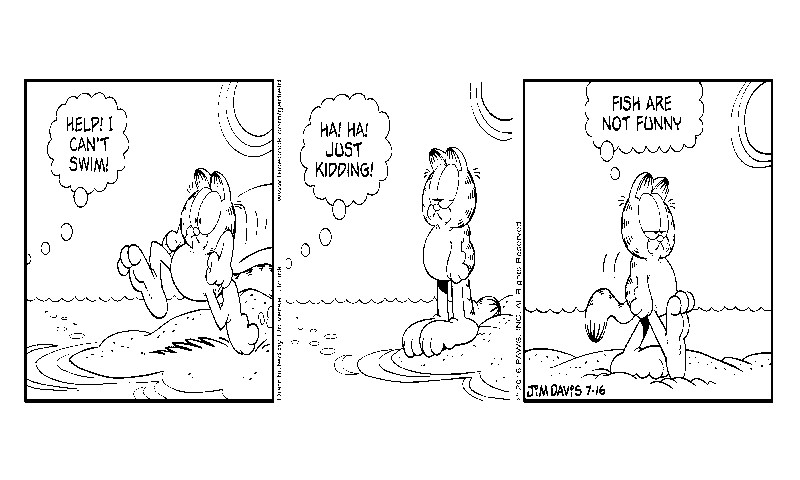 HELP! I
CAN'T
SWIM!
HA! HA!
JUST
KIDDING!
FISH ARE
NOT FUNNY
JIM DAVIS 7-16